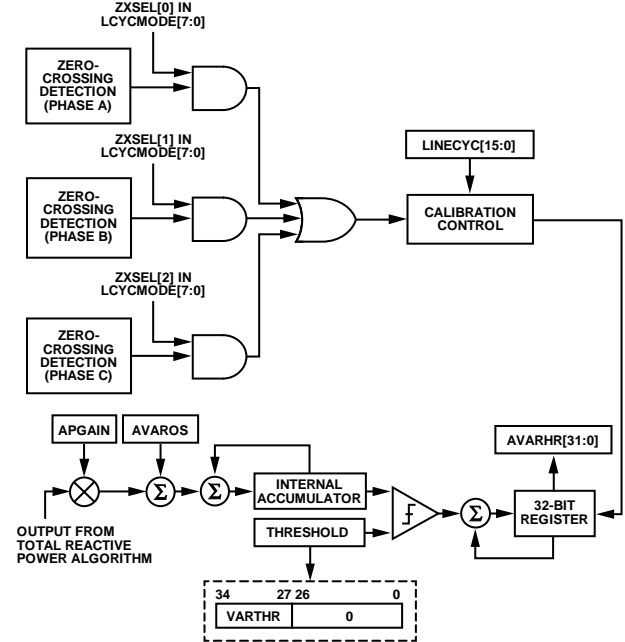 ZXSEL[0] IN
LCYCMODE[7:0]
ZERO-
CROSSING
DETECTION
(PHASE A)
ZXSEL[1] IN
LCYCMODE[7:0]
ZERO-
CROSSING
DETECTION
(PHASE B)
LINECYC[15:0]
CALIBRATION
CONTROL
ZXSEL[2] IN
LCYCMODE[7:0]
ZERO-
CROSSING
DETECTION
(PHASE C)
APGAIN
AVAROS
AVARHR[31:0]
Σ
Σ
INTERNAL
ACCUMULATOR
Σ
32-BIT
REGISTER
OUTPUT FROM
TOTAL REACTIVE
POWER ALGORITHM
THRESHOLD
34 27 26 0
VARTHR 0